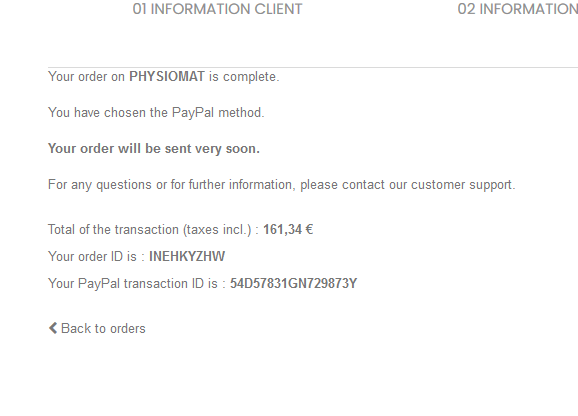 01 INFORMATION CLIENT
02 INFORMATION
Your order on PHYSIOMAT is complete.
You have chosen the PayPal method.
Your order will be sent very soon.
For any questions or for further information, please contact our customer support.
Total of the transaction (taxes incl.) : 161,34 €
Your order ID is : INEHKYZHW
Your PayPal transaction ID is : 54D57831GN729873Y
Back to orders